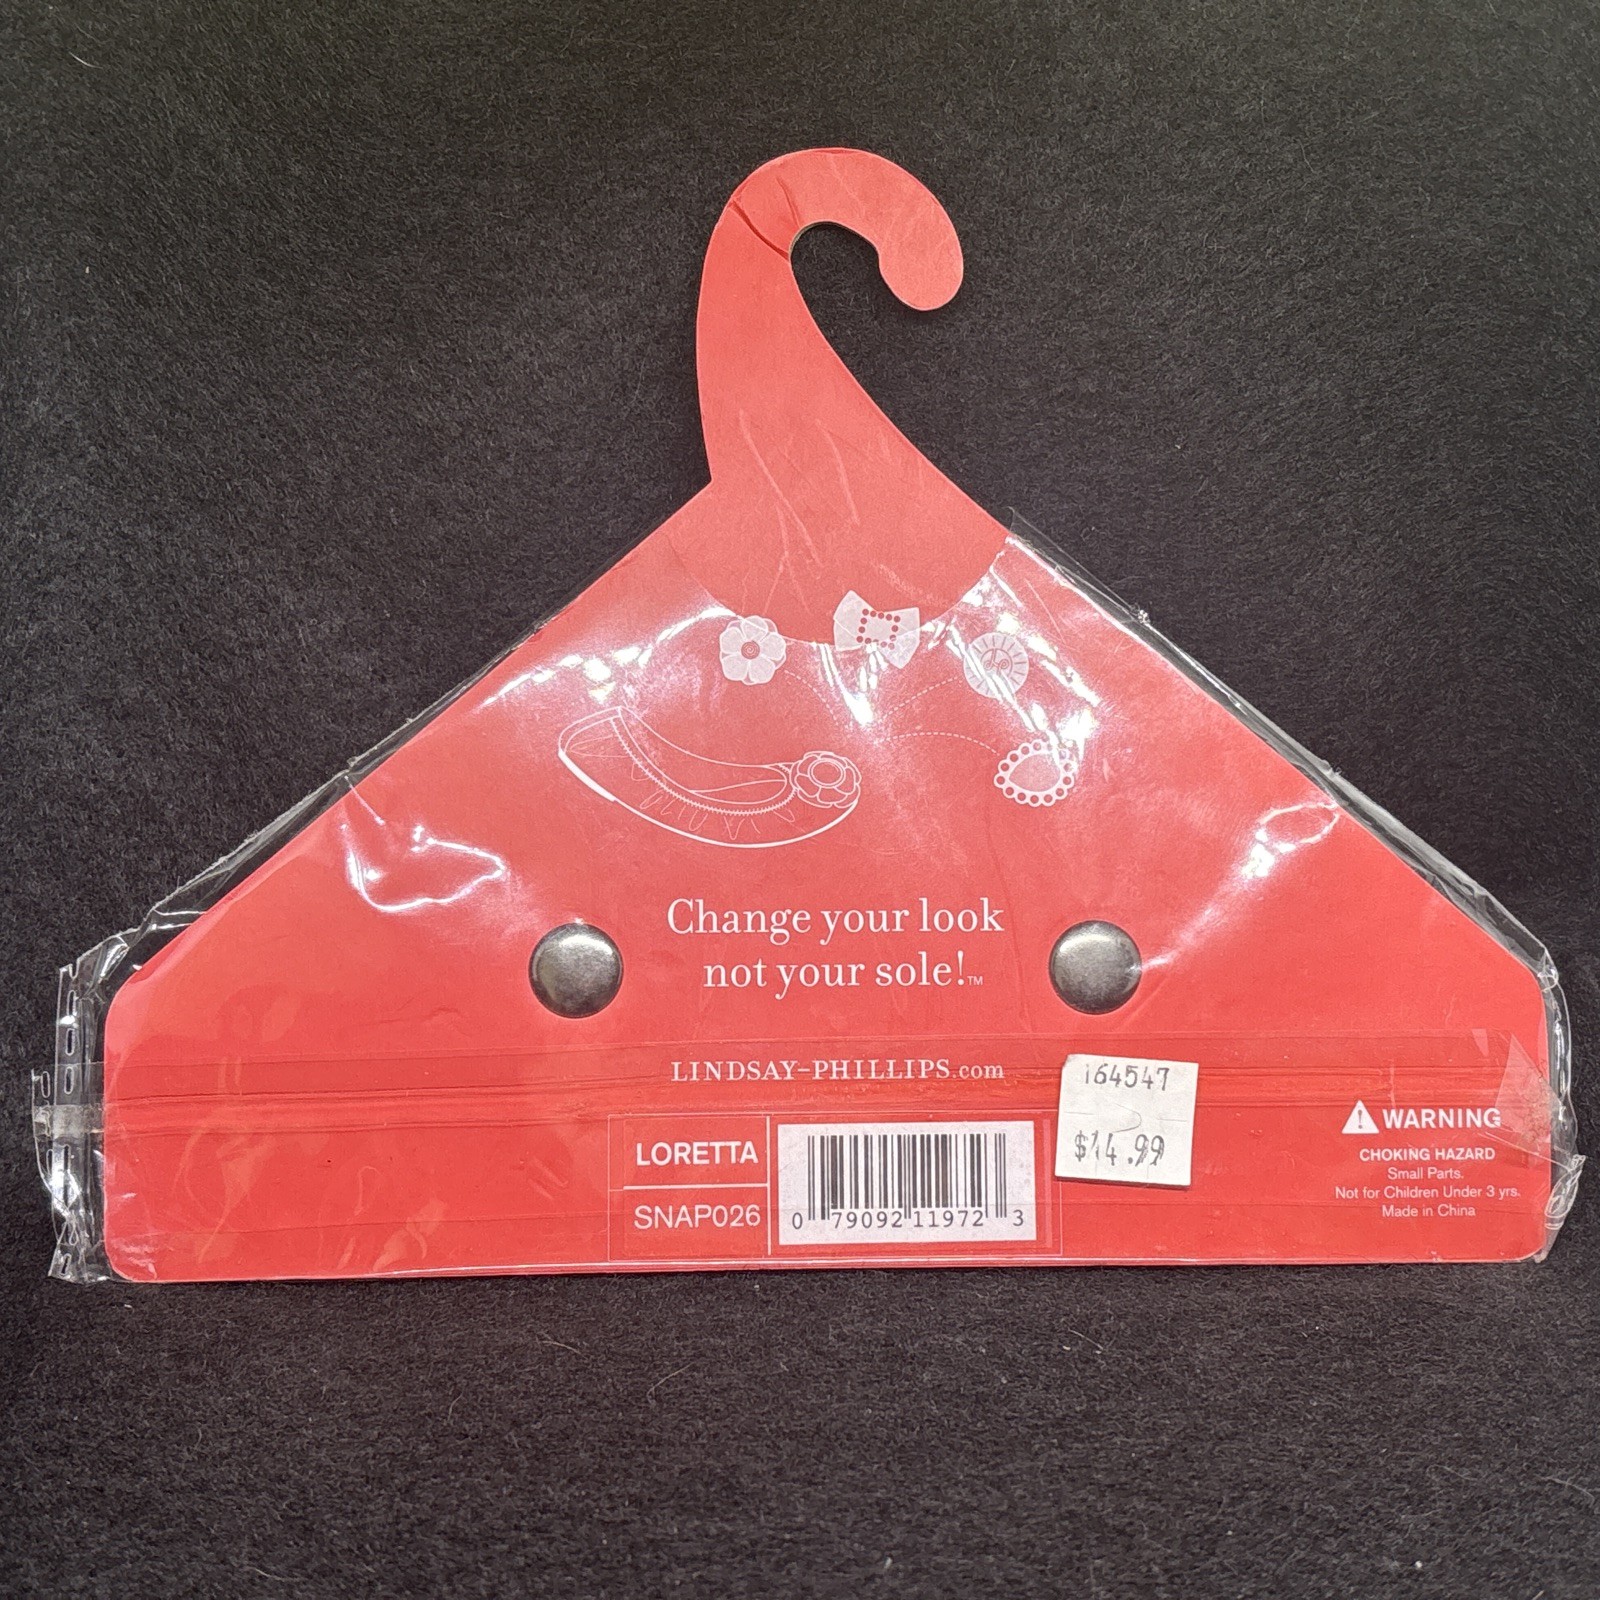 Change your look
not your sole!™
LINDSAY-PHILLIPS.com
164547
$14.99
LORETTA
SNAP026
0 79092 11972 3
WARNING
CHOKING HAZARD
Small Parts.
Not for Children Under 3 yrs.
Made in China